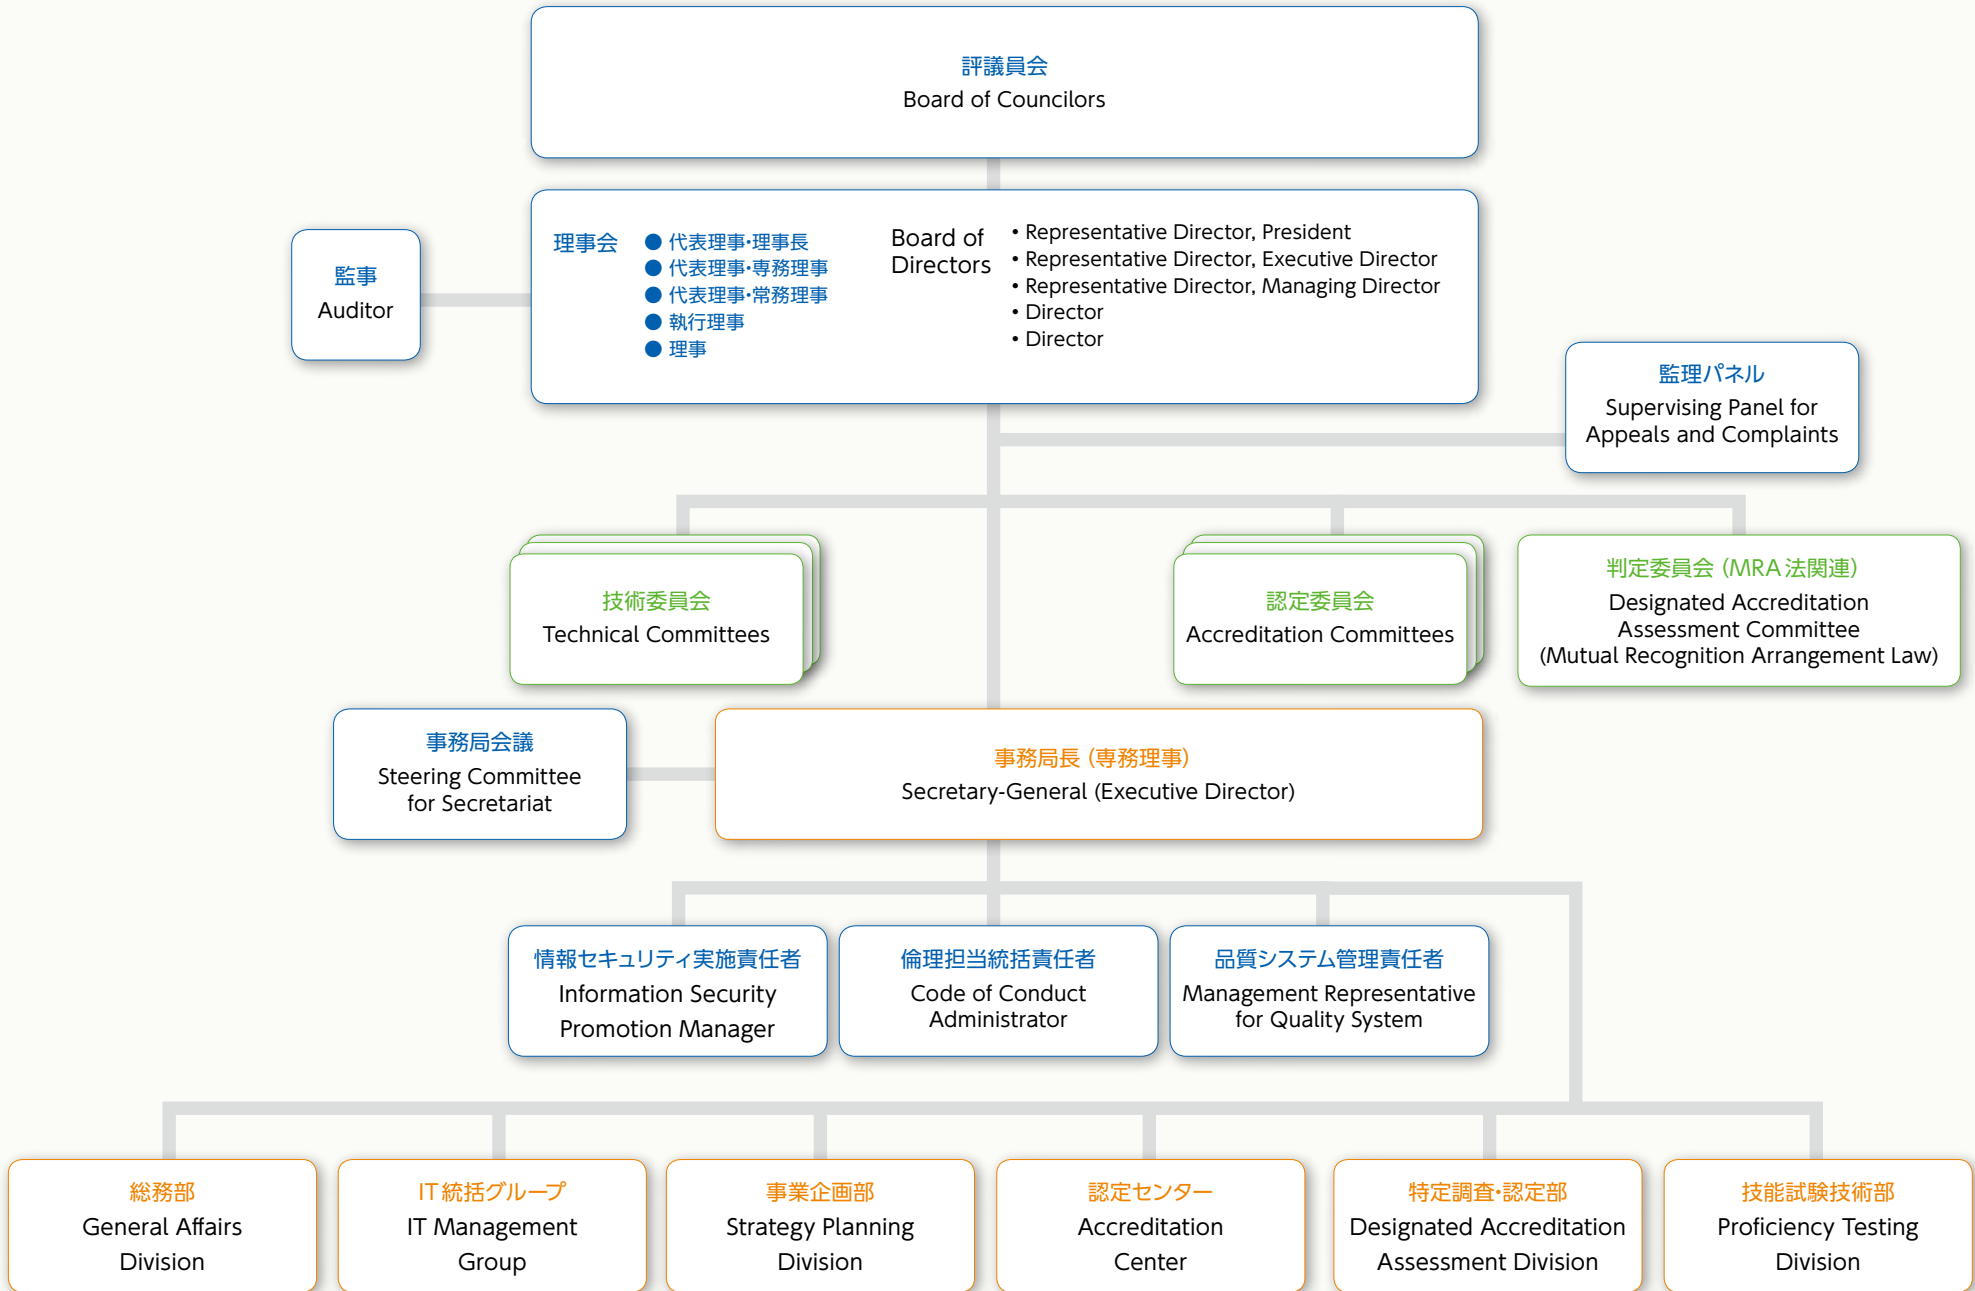 評議員会
Board of Councilors
監事
Auditor
理事会
● 代表理事・理事長
● 代表理事・専務理事
● 代表理事・常務理事
● 執行理事
● 理事
Board of
Directors
• Representative Director, President
• Representative Director, Executive Director
• Representative Director, Managing Director
• Director
• Director
監理パネル
Supervising Panel for
Appeals and Complaints
技術委員会
Technical Committees
認定委員会
Accreditation Committees
判定委員会（MRA法関連）
Designated Accreditation
Assessment Committee
(Mutual Recognition Arrangement Law)
事務局会議
Steering Committee
for Secretariat
事務局長（専務理事）
Secretary-General (Executive Director)
情報セキュリティ実施責任者
Information Security
Promotion Manager
倫理担当統括責任者
Code of Conduct
Administrator
品質システム管理責任者
Management Representative
for Quality System
総務部
General Affairs
Division
IT統括グループ
IT Management
Group
事業企画部
Strategy Planning
Division
認定センター
Accreditation
Center
特定調査・認定部
Designated Accreditation
Assessment Division
技能試験技術部
Proficiency Testing
Division